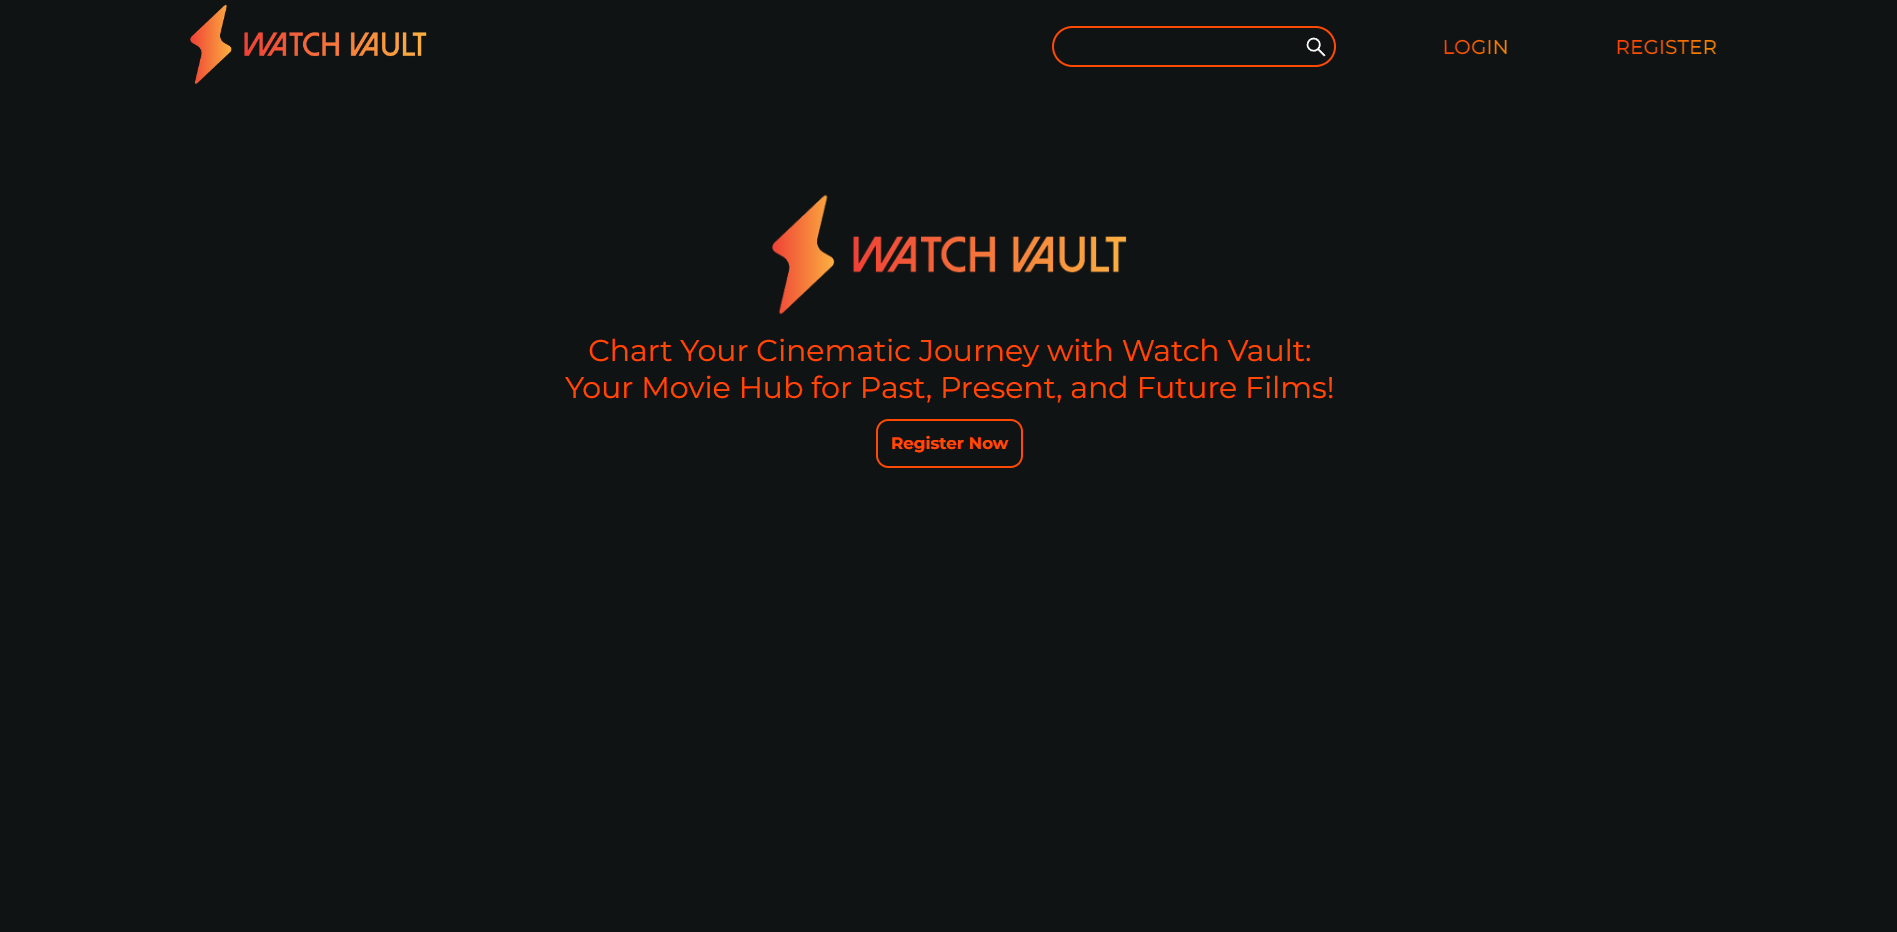 WATCH VAULT
LOGIN
REGISTER
WATCH VAULT
Chart Your Cinematic Journey with Watch Vault:
Your Movie Hub for Past, Present, and Future Films!
Register Now